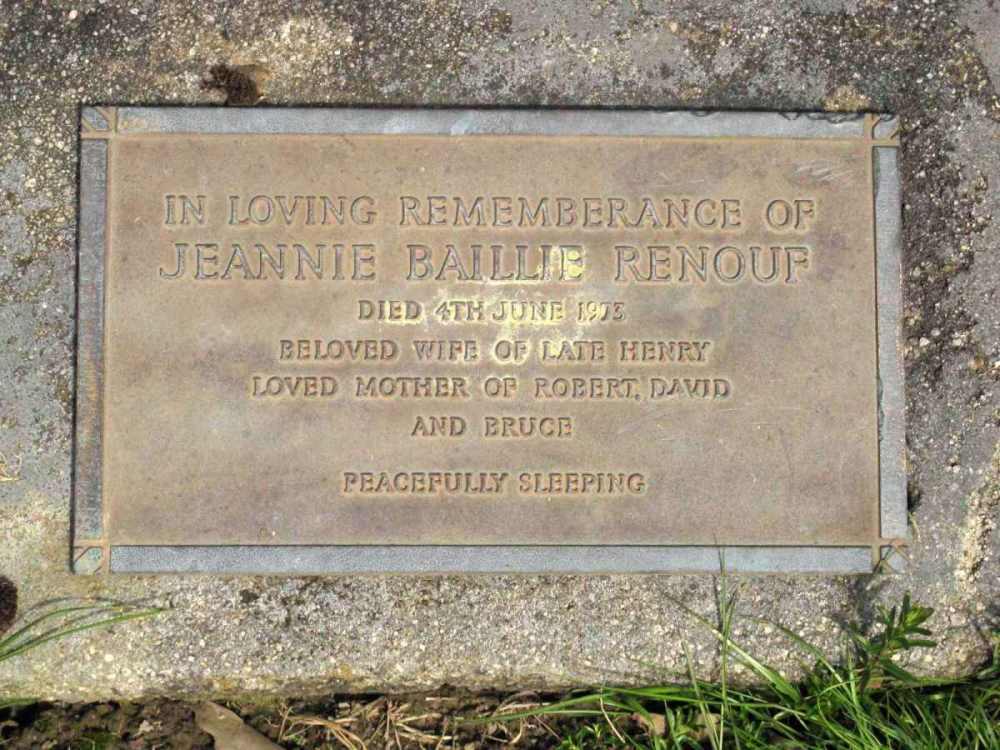 IN LOVING REMEMBERANCE OF
JEANNIE BAILLIE RENOUF
DIED 4TH JUNE 1973
BELOVED WIFE OF LATE HENRY
LOVED MOTHER OF ROBERT, DAVID
AND BRUCE
PEACEFULLY SLEEPING